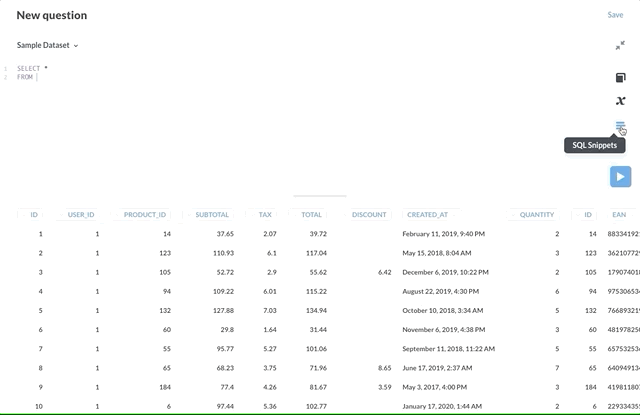 New question
Save
Sample Dataset
1 SELECT *
2 FROM
x
SQL Snippets
ID USER_ID PRODUCT_ID SUBTOTAL TAX TOTAL DISCOUNT CREATED_AT QUANTITY ID EAN
1 1 14 37.65 2.07 39.72 February 11, 2019, 9:40 PM 2 14 88334192
2 1 123 110.93 6.1 117.04 May 15, 2018, 8:04 AM 3 123 362107729
3 1 105 52.72 2.9 55.62 6.42 December 6, 2019, 10:22 PM 2 105 179074018
4 1 94 109.22 6.01 115.22 August 22, 2019, 4:30 PM 6 94 975306534
5 1 132 127.88 7.03 134.94 October 10, 2018, 3:34 AM 5 132 766893219
6 1 60 29.8 1.64 31.44 November 6, 2019, 4:38 PM 3 60 481978250
7 1 55 95.77 5.27 101.06 September 11, 2018, 11:22 AM 5 55 657532536
8 1 65 68.23 3.75 71.96 8.65 June 17, 2019, 2:37 AM 7 65 640949134
9 1 184 77.4 4.26 81.67 3.59 May 3, 2017, 4:00 PM 3 184 419811807
10 1 6 97.44 5.36 102.77 January 17, 2020, 1:44 AM 2 6 229334355